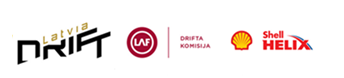 Latvia
DRIFT
LAF
DRIFTA
KOMISIJA
Shell
HELIX